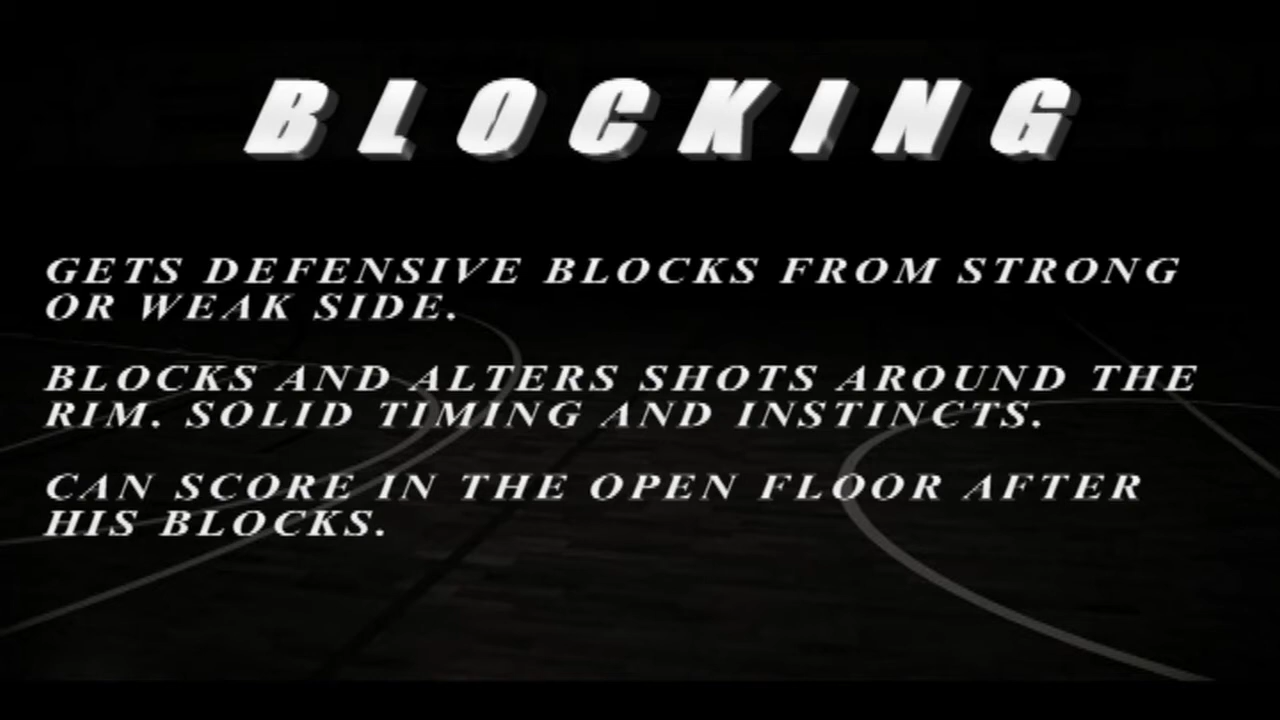 BLOCKING
GETS DEFENSIVE BLOCKS FROM STRONG
OR WEAK SIDE.
BLOCKS AND ALTERS SHOTS AROUND THE
RIM. SOLID TIMING AND INSTINCTS.
CAN SCORE IN THE OPEN FLOOR AFTER
HIS BLOCKS.